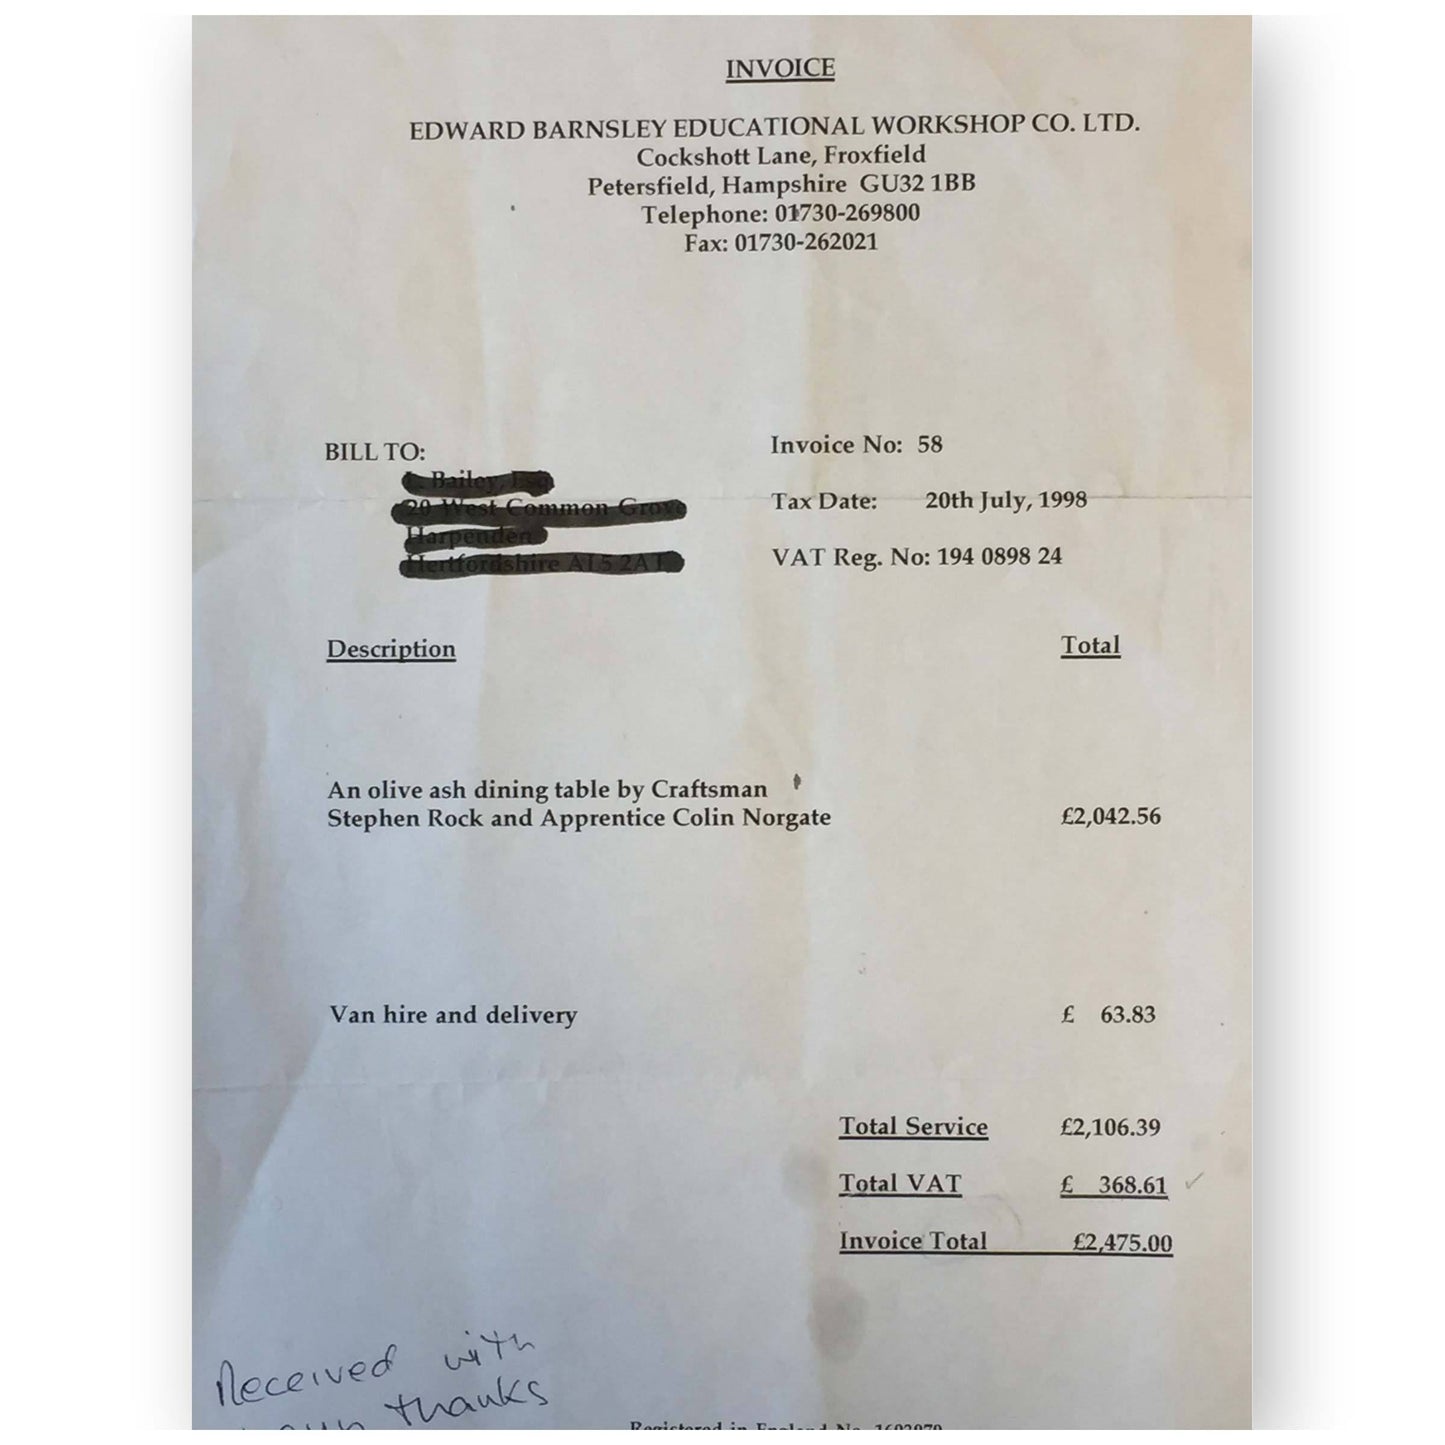 INVOICE
EDWARD BARNSLEY EDUCATIONAL WORKSHOP CO. LTD.
Cockshott Lane, Froxfield
Petersfield, Hampshire GU32 1BB
Telephone: 01730-269800
Fax: 01730-262021
BILL TO:
Invoice No: 58
Tax Date: 20th July, 1998
VAT Reg. No: 194 0898 24
Description Total
An olive ash dining table by Craftsman
Stephen Rock and Apprentice Colin Norgate £2,042.56
Van hire and delivery £ 63.83
Total Service £2,106.39
Total VAT £ 368.61 ✓
Invoice Total £2,475.00
Received with
thanks
Registered in England No.